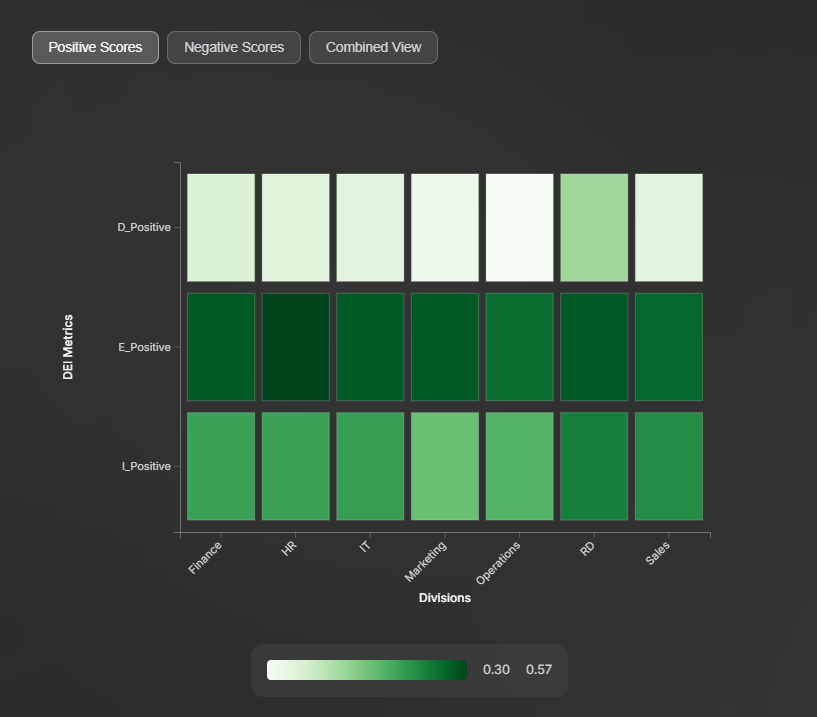 Positive Scores
Negative Scores
Combined View
D_Positive
E_Positive
I_Positive
DEI Metrics
Finance
HR
IT
Marketing
Operations
RD
Sales
Divisions
0.30 0.57